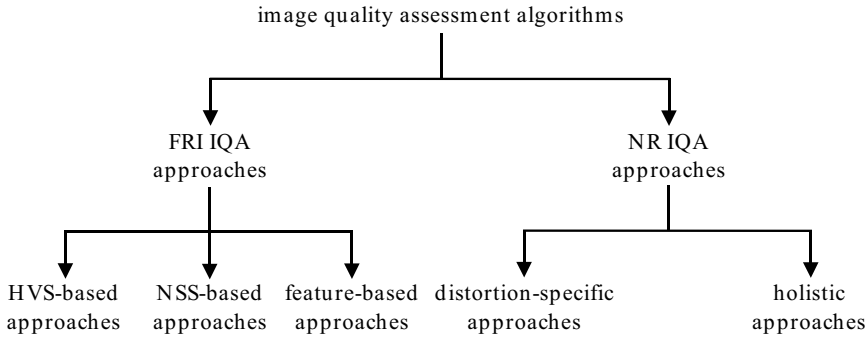 image quality assessment algorithms
FRI IQA
approaches
NR IQA
approaches
HVS-based
approaches
NSS-based
approaches
feature-based
approaches
distortion-specific
approaches
holistic
approaches